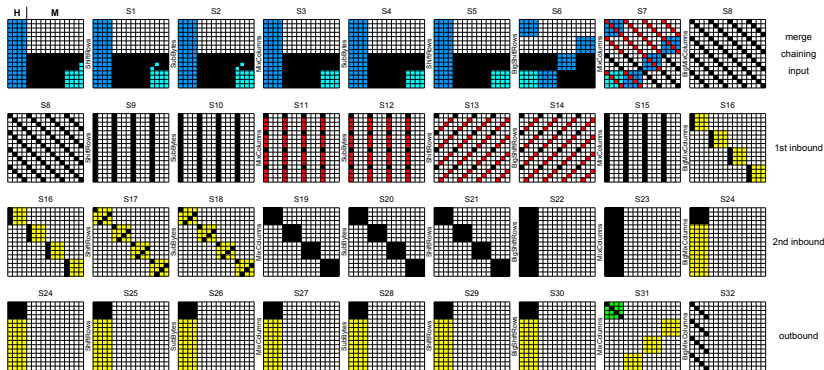 H M S1 S2 S3 S4 S5 S6 S7 S8
ShiftRows SubBytes MixColumns SubBytes ShiftRows BigShiftRows MixColumns BigMixColumns
merge
chaining
input
S8 S9 S10 S11 S12 S13 S14 S15 S16
ShiftRows SubBytes MixColumns SubBytes ShiftRows BigShiftRows MixColumns BigMixColumns
1st inbound
S16 S17 S18 S19 S20 S21 S22 S23 S24
ShiftRows SubBytes MixColumns SubBytes ShiftRows BigShiftRows MixColumns BigMixColumns
2nd inbound
S24 S25 S26 S27 S28 S29 S30 S31 S32
ShiftRows SubBytes MixColumns SubBytes ShiftRows BigShiftRows MixColumns BigMixColumns
outbound